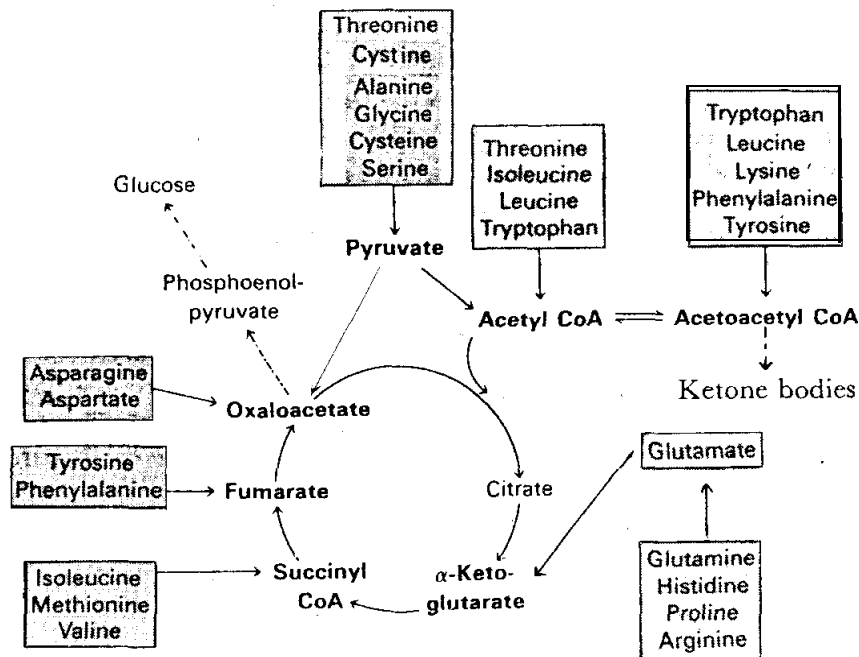 Threonine
Cystine
Alanine
Glycine
Cysteine
Serine
Threonine
Isoleucine
Leucine
Tryptophan
Tryptophan
Leucine
Lysine
Phenylalanine
Tyrosine
Glucose
Pyruvate
Phosphoenol-
pyruvate
Acetyl CoA
Acetoacetyl CoA
Ketone bodies
Asparagine
Aspartate
Oxaloacetate
Tyrosine
Phenylalanine
Fumarate
Citrate
Glutamate
Isoleucine
Methionine
Valine
Succinyl
CoA
α-Keto-
glutarate
Glutamine
Histidine
Proline
Arginine